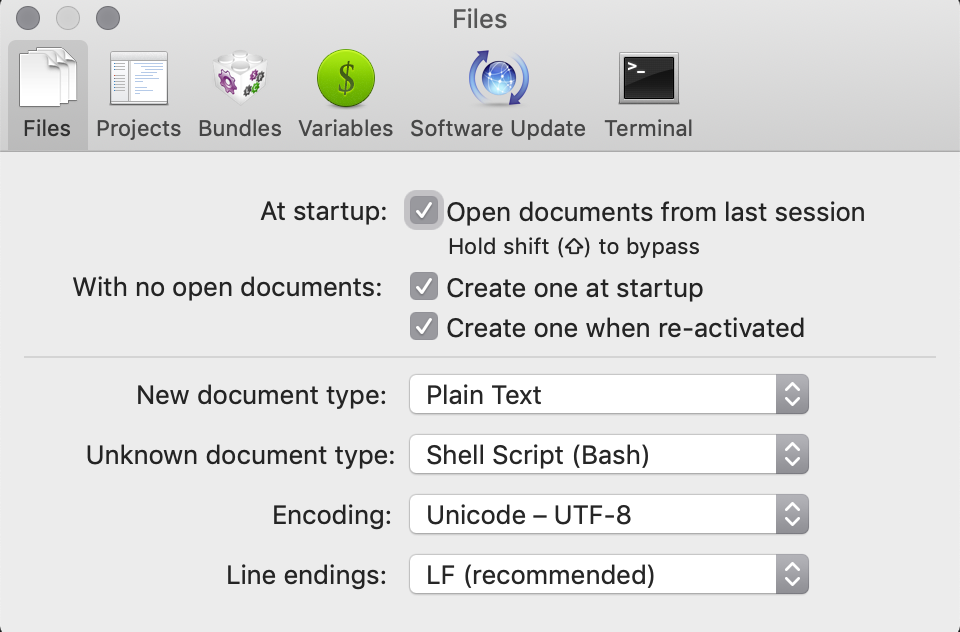 Files
Files Projects Bundles Variables Software Update Terminal
At startup: Open documents from last session
Hold shift (⇧) to bypass
With no open documents: Create one at startup
Create one when re-activated
New document type: Plain Text
Unknown document type: Shell Script (Bash)
Encoding: Unicode – UTF-8
Line endings: LF (recommended)